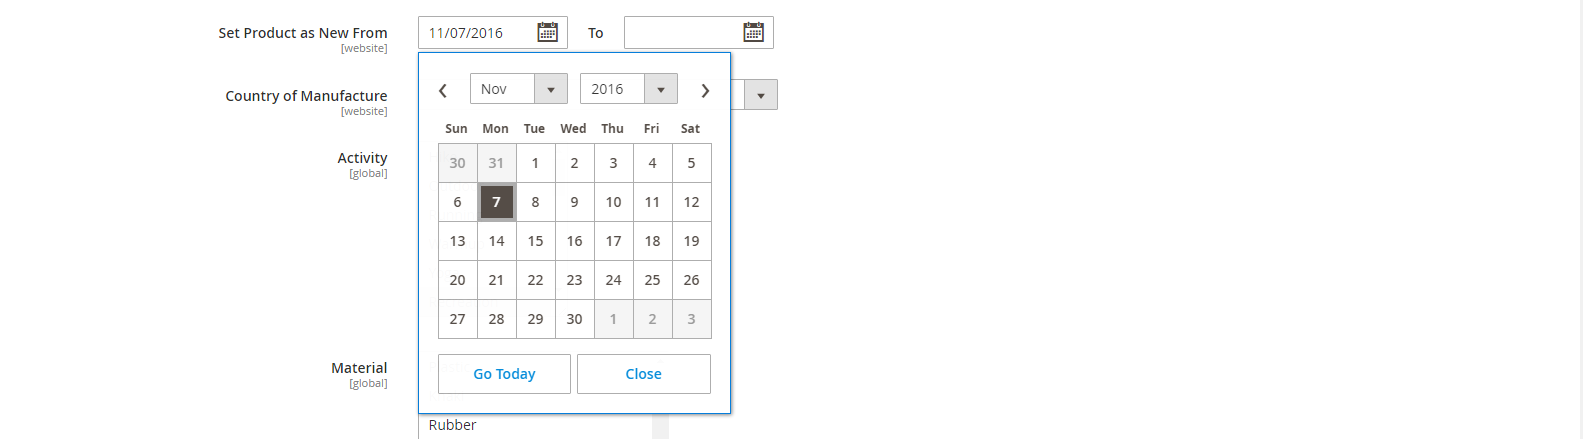 Set Product as New From 11/07/2016 To
[website]
Nov 2016
Country of Manufacture
[website]
Sun Mon Tue Wed Thu Fri Sat
Activity 30 31 1 2 3 4 5
[global]
6 7 8 9 10 11 12
13 14 15 16 17 18 19
20 21 22 23 24 25 26
27 28 29 30 1 2 3
Material Go Today Close
[global]
Rubber